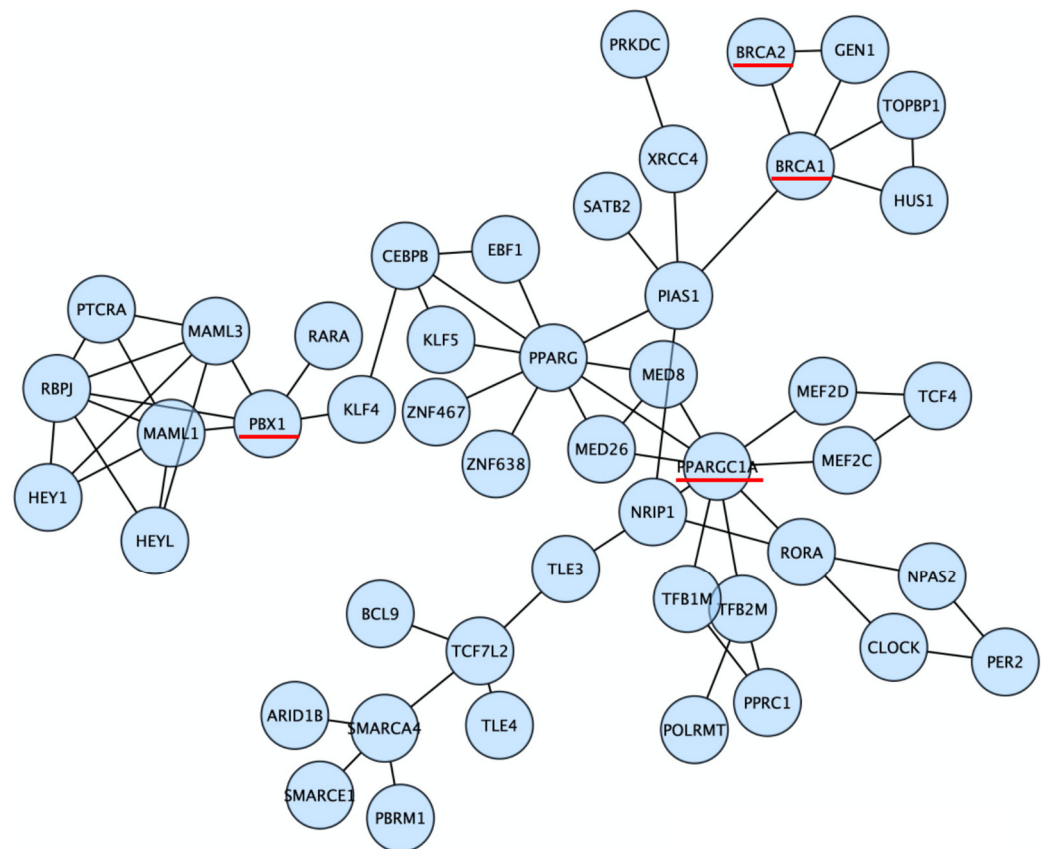 PRKDC
BRCA2
GEN1
TOPBP1
XRCC4
BRCA1
HUS1
SATB2
CEBPB
EBF1
PIAS1
PTCRA
MAML3
RARA
KLF5
PPARG
MED8
RBPJ
MEF2D
TCF4
MAML1
PBX1
KLF4
ZNF467
MED26
ZNF638
PPARGC1A
MEF2C
HEY1
NRIP1
HEYL
RORA
TLE3
NPAS2
TFB1M
TFB2M
BCL9
CLOCK
TCF7L2
PER2
PPRC1
ARID1B
SMARCA4
TLE4
POLRMT
SMARCE1
PBRM1